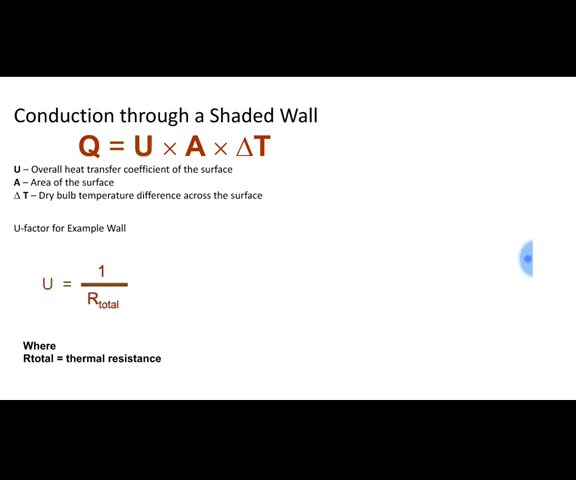 Conduction through a Shaded Wall
Q = U × A × ΔT
U – Overall heat transfer coefficient of the surface
A – Area of the surface
Δ T – Dry bulb temperature difference across the surface
U-factor for Example Wall
U = 1 / Rtotal
Where
Rtotal = thermal resistance